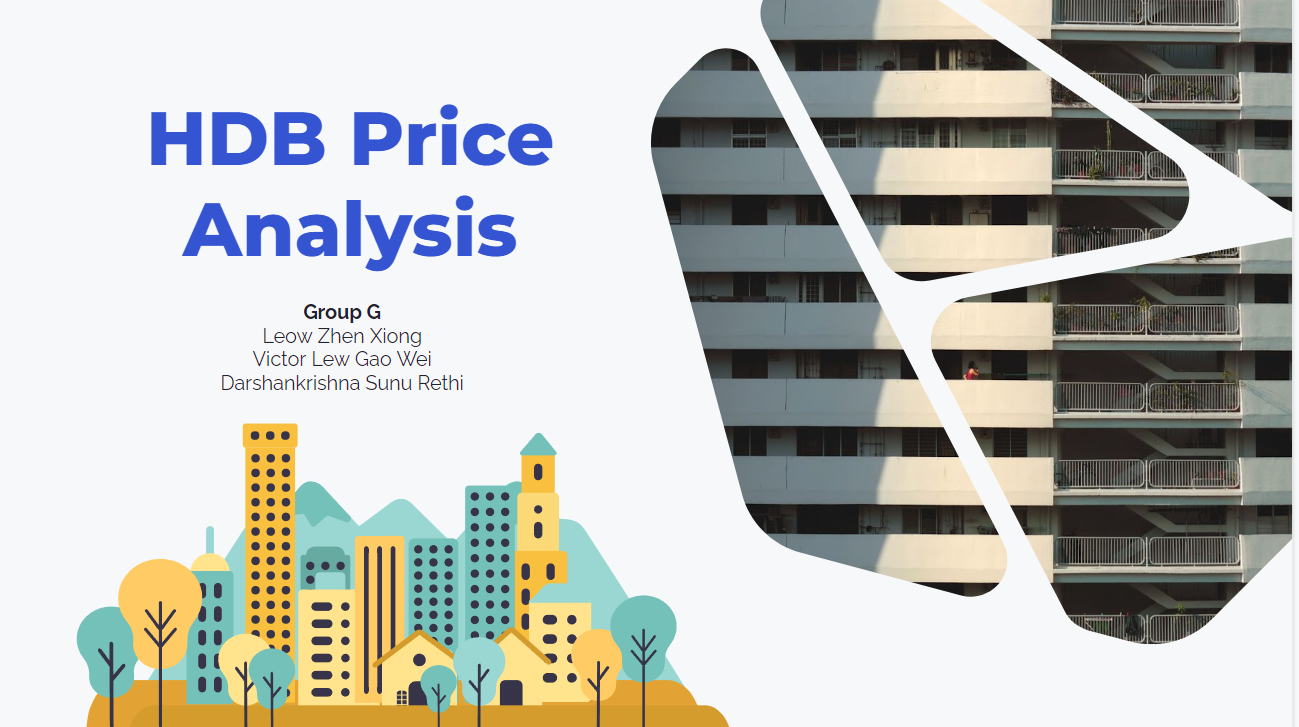 HDB Price
Analysis
Group G
Leow Zhen Xiong
Victor Lew Gao Wei
Darshankrishna Sunu Rethi